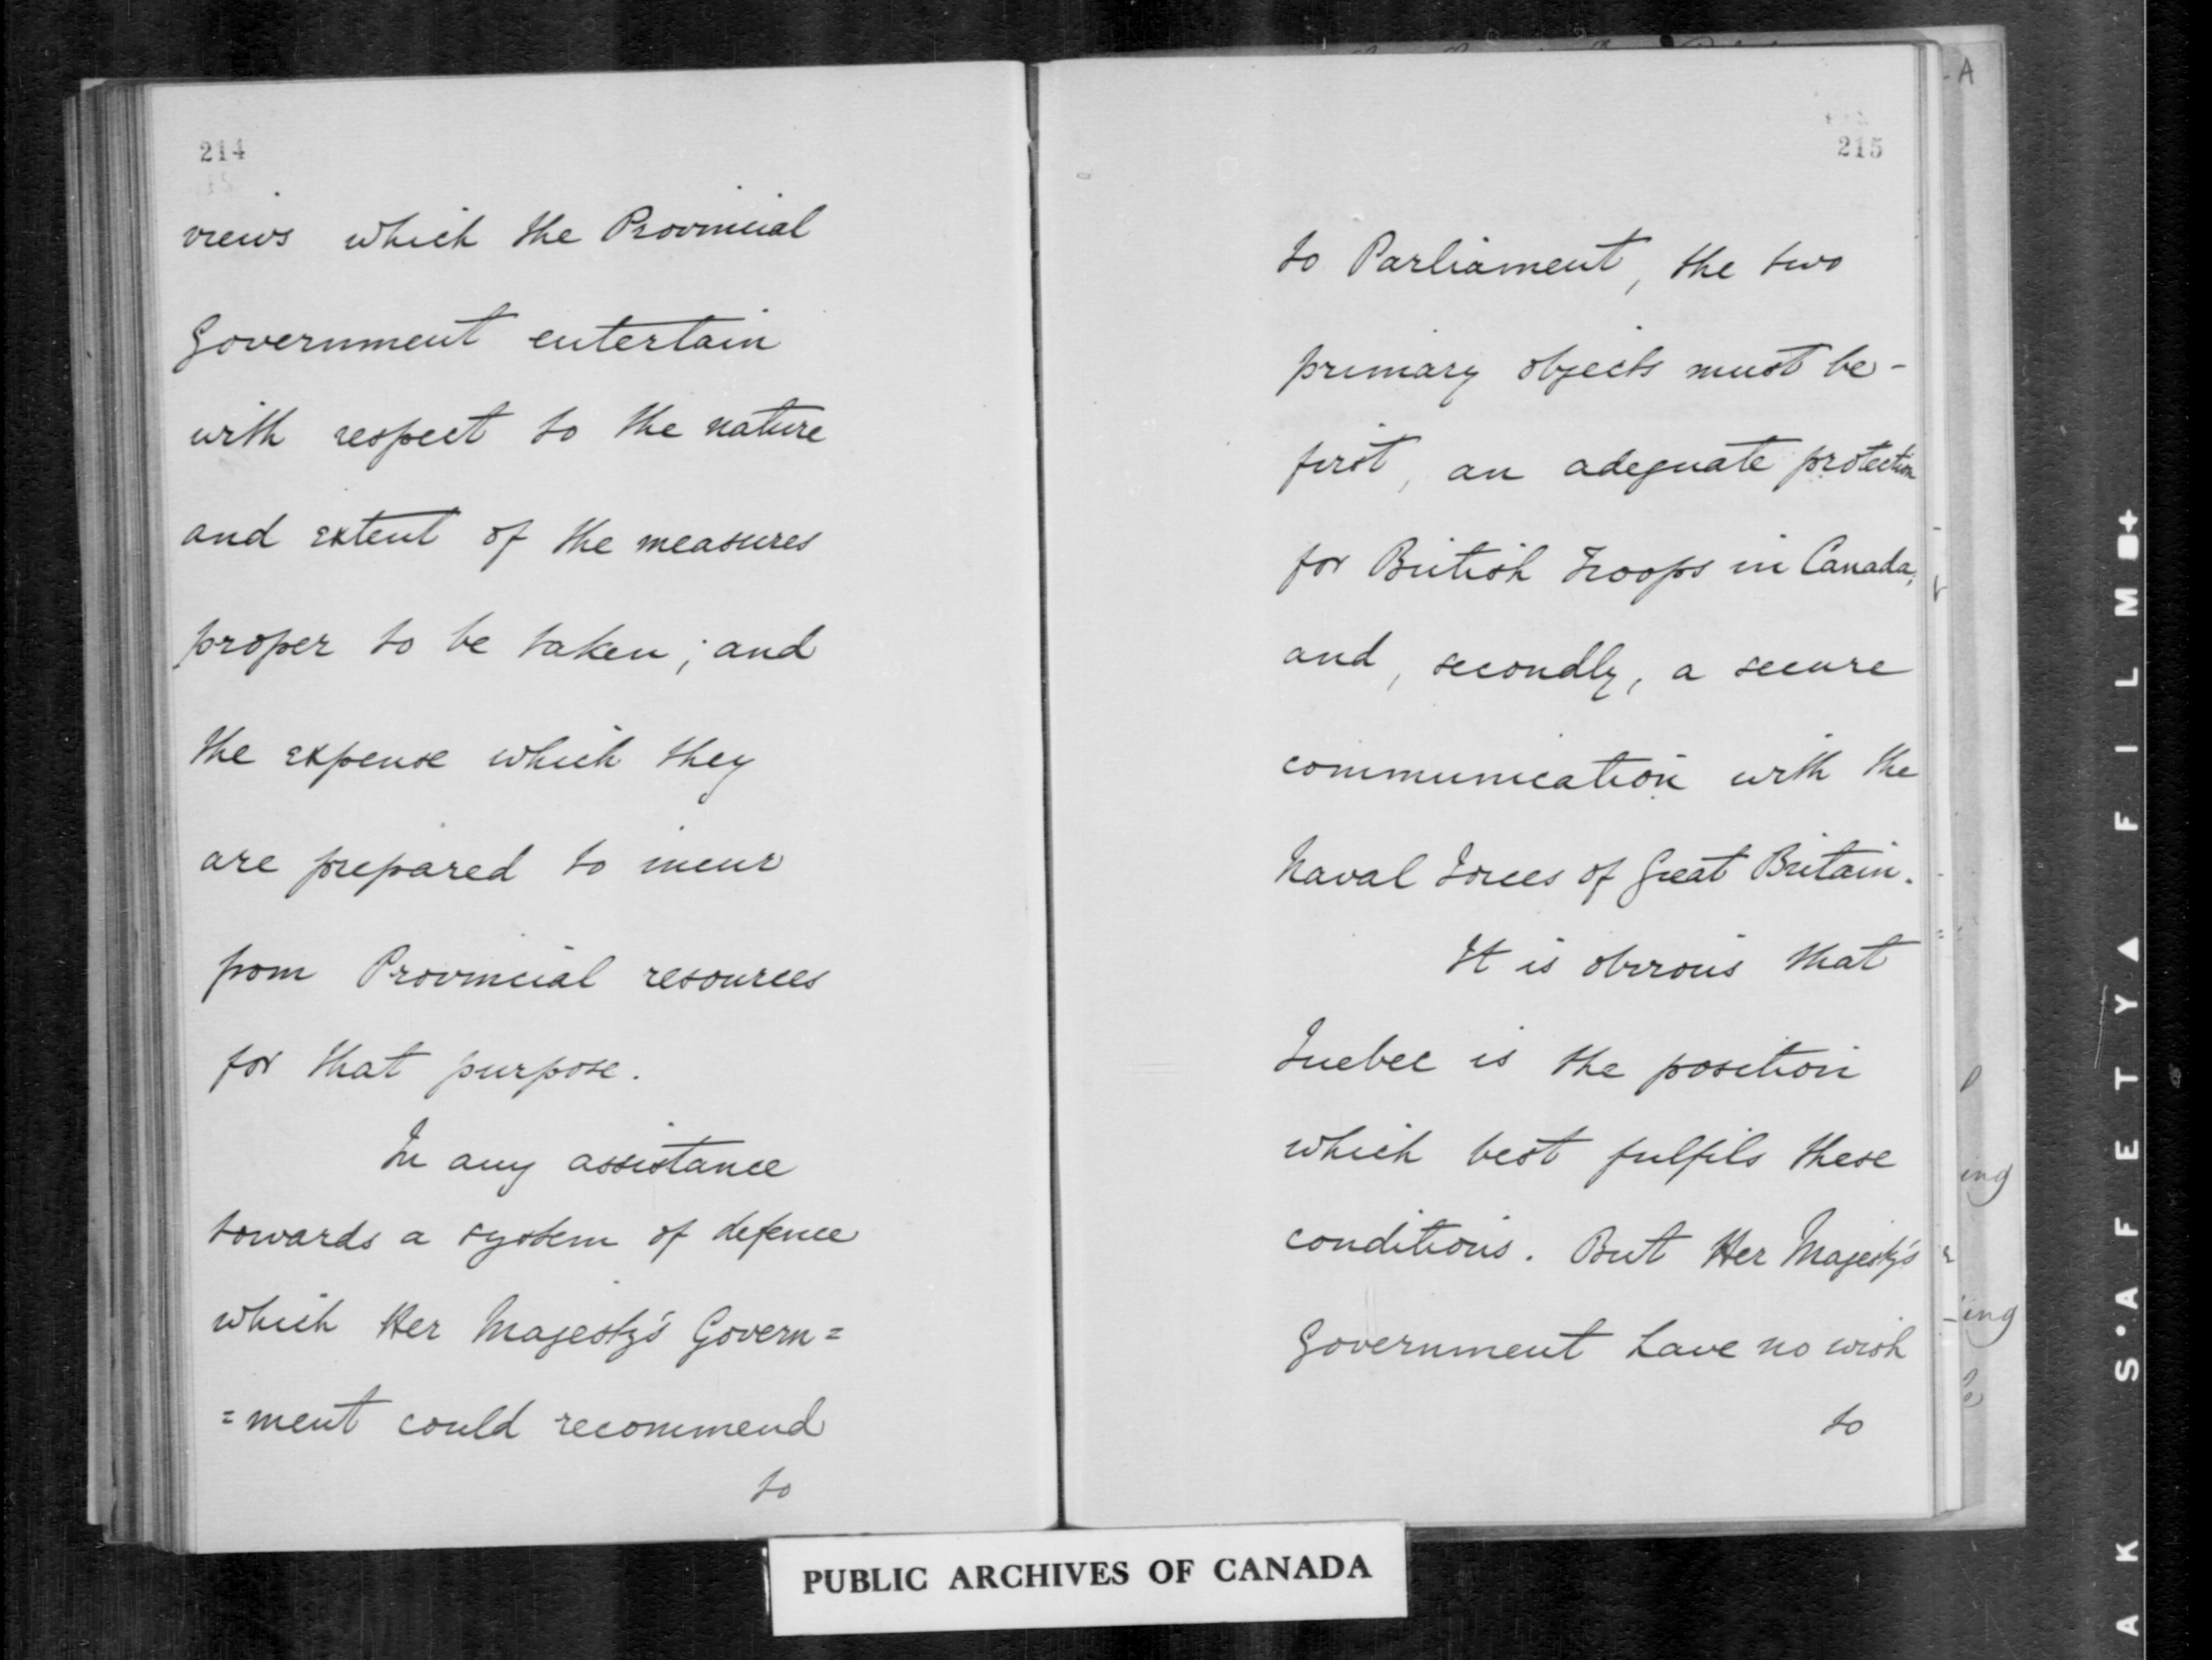 214
views which the Provincial
Government entertain
with respect to the nature
and extent of the measures
proper to be taken; and
the expense which they
are prepared to incur
from Provincial resources
for that purpose.
In any assistance
towards a system of defence
which Her Majesty's Govern=
=ment could recommend
to
215
to Parliament, the two
primary objects must be -
first, an adequate protection
for British Troops in Canada,
and, secondly, a secure
communication with the
Naval Forces of Great Britain.
It is obvious that
Quebec is the position
which best fulfils these
conditions. But Her Majesty's
Government have no wish
to
A
ing
ing
PUBLIC ARCHIVES OF CANADA
A K S • A F E T Y ▲ F I L M